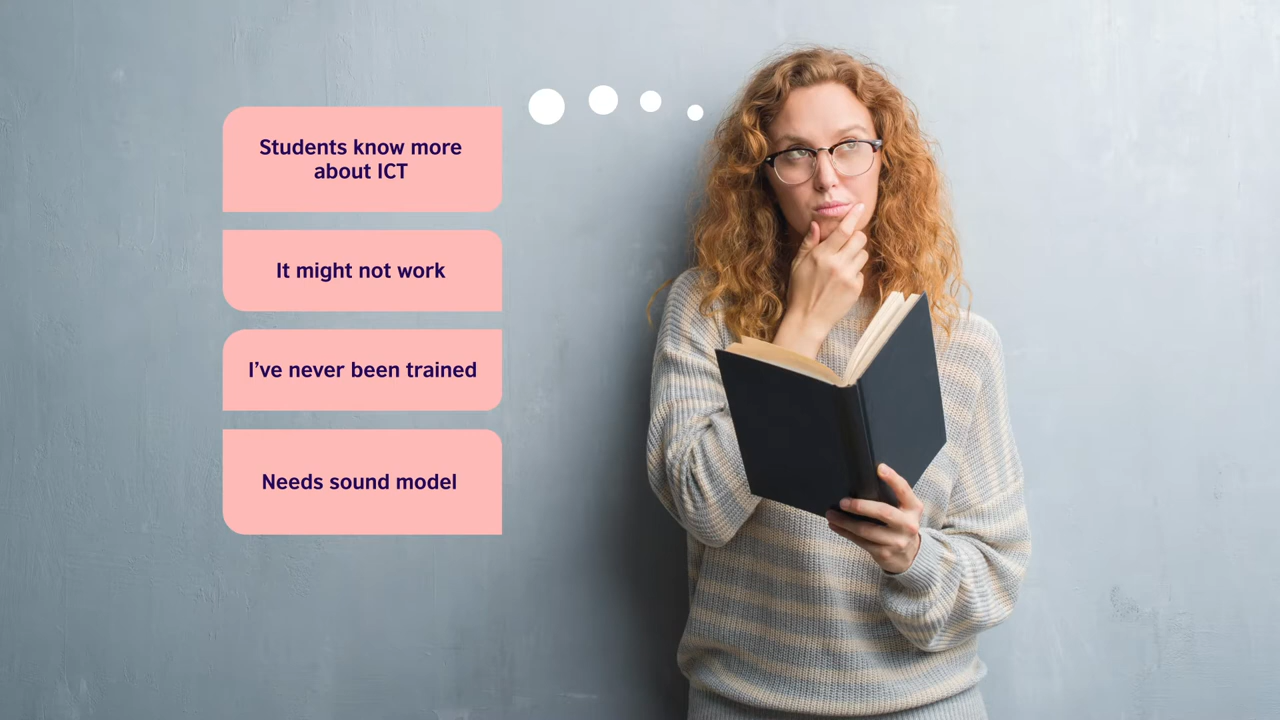 Students know more
about ICT
It might not work
I’ve never been trained
Needs sound model